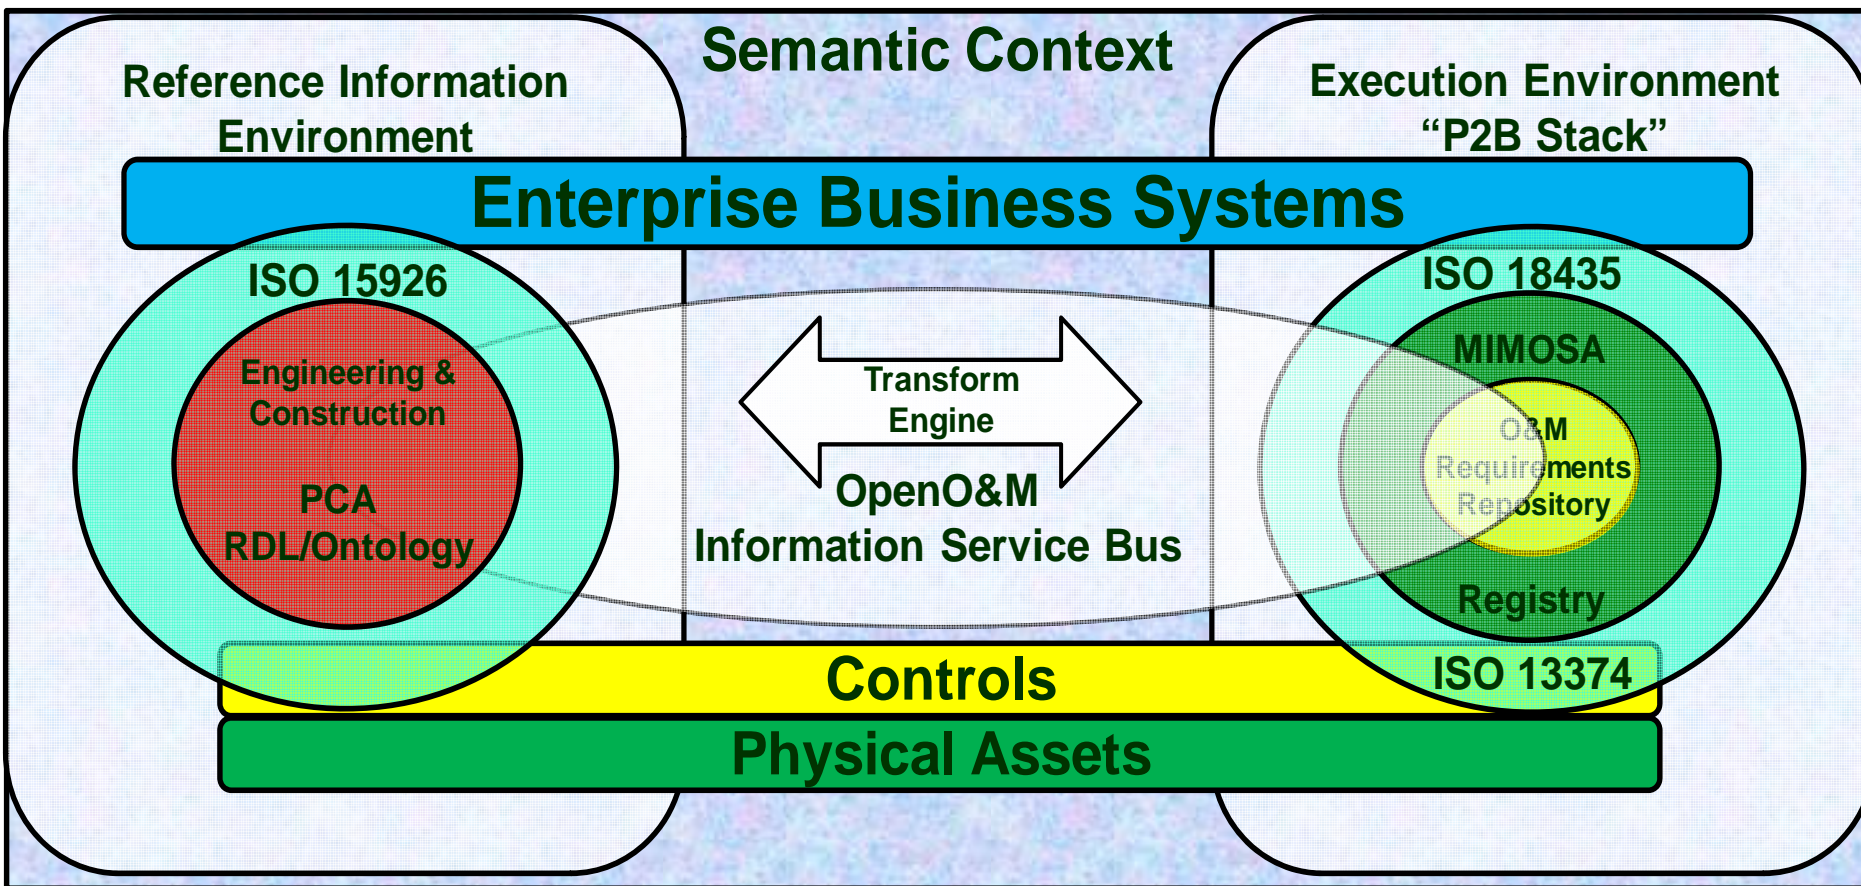 Semantic Context
Reference Information
Environment
Execution Environment
“P2B Stack”
Enterprise Business Systems
ISO 15926
Engineering &
Construction
PCA
RDL/Ontology
Transform
Engine
OpenO&M
Information Service Bus
ISO 18435
MIMOSA
O&M
Requirements
Repository
Registry
ISO 13374
Controls
Physical Assets